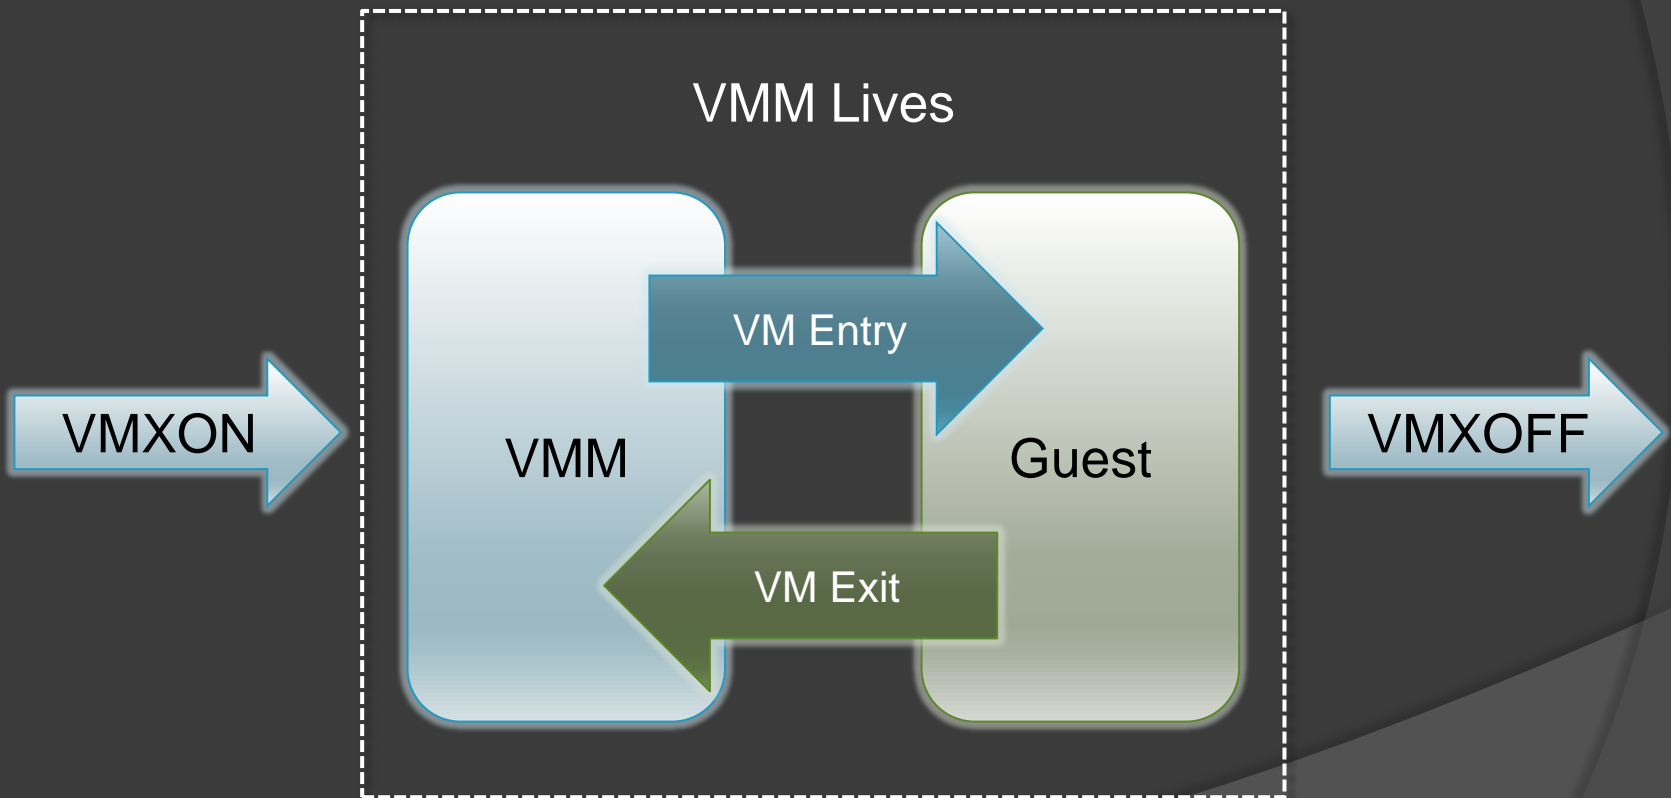 VMM Lives
VM Entry
VMXON
VMM
Guest
VMXOFF
VM Exit